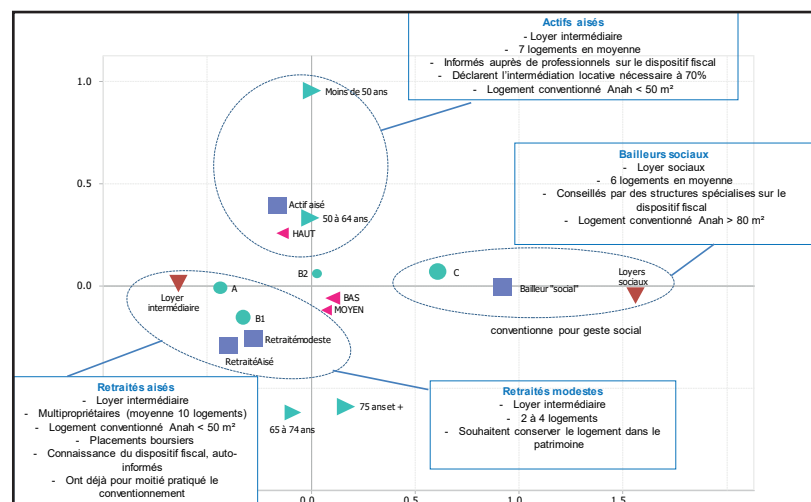 Actifs aisés
- Loyer intermédiaire
- 7 logements en moyenne
- Informés auprès de professionnels sur le dispositif fiscal
- Déclarent l'intermédiation locative nécessaire à 70%
- Logement conventionné Anah < 50 m²
1.0
Moins de 50 ans
Bailleurs sociaux
- Loyer sociaux
- 6 logements en moyenne
- Conseillés par des structures spécialises sur le
dispositif fiscal
- Logement conventionné Anah > 80 m²
0.5
Actif aisé
50 à 64 ans
HAUT
0.0
B2
C
Loyers
sociaux
Loyer
intermédiaire
A
Bailleur "social"
BAS
MOYEN
B1
conventionne pour geste social
Retraitémodeste
RetraitéAisé
Retraités aisés
- Loyer intermédiaire
- Multipropriétaires (moyenne 10 logements)
- Logement conventionné Anah < 50 m²
- Placements boursiers
- Connaissance du dispositif fiscal, auto-
informés
- Ont déjà pour moitié pratiqué le
conventionnement
Retraités modestes
- Loyer intermédiaire
- 2 à 4 logements
- Souhaitent conserver le logement dans le
patrimoine
75 ans et +
65 à 74 ans
0.0
0.5
1.0
1.5